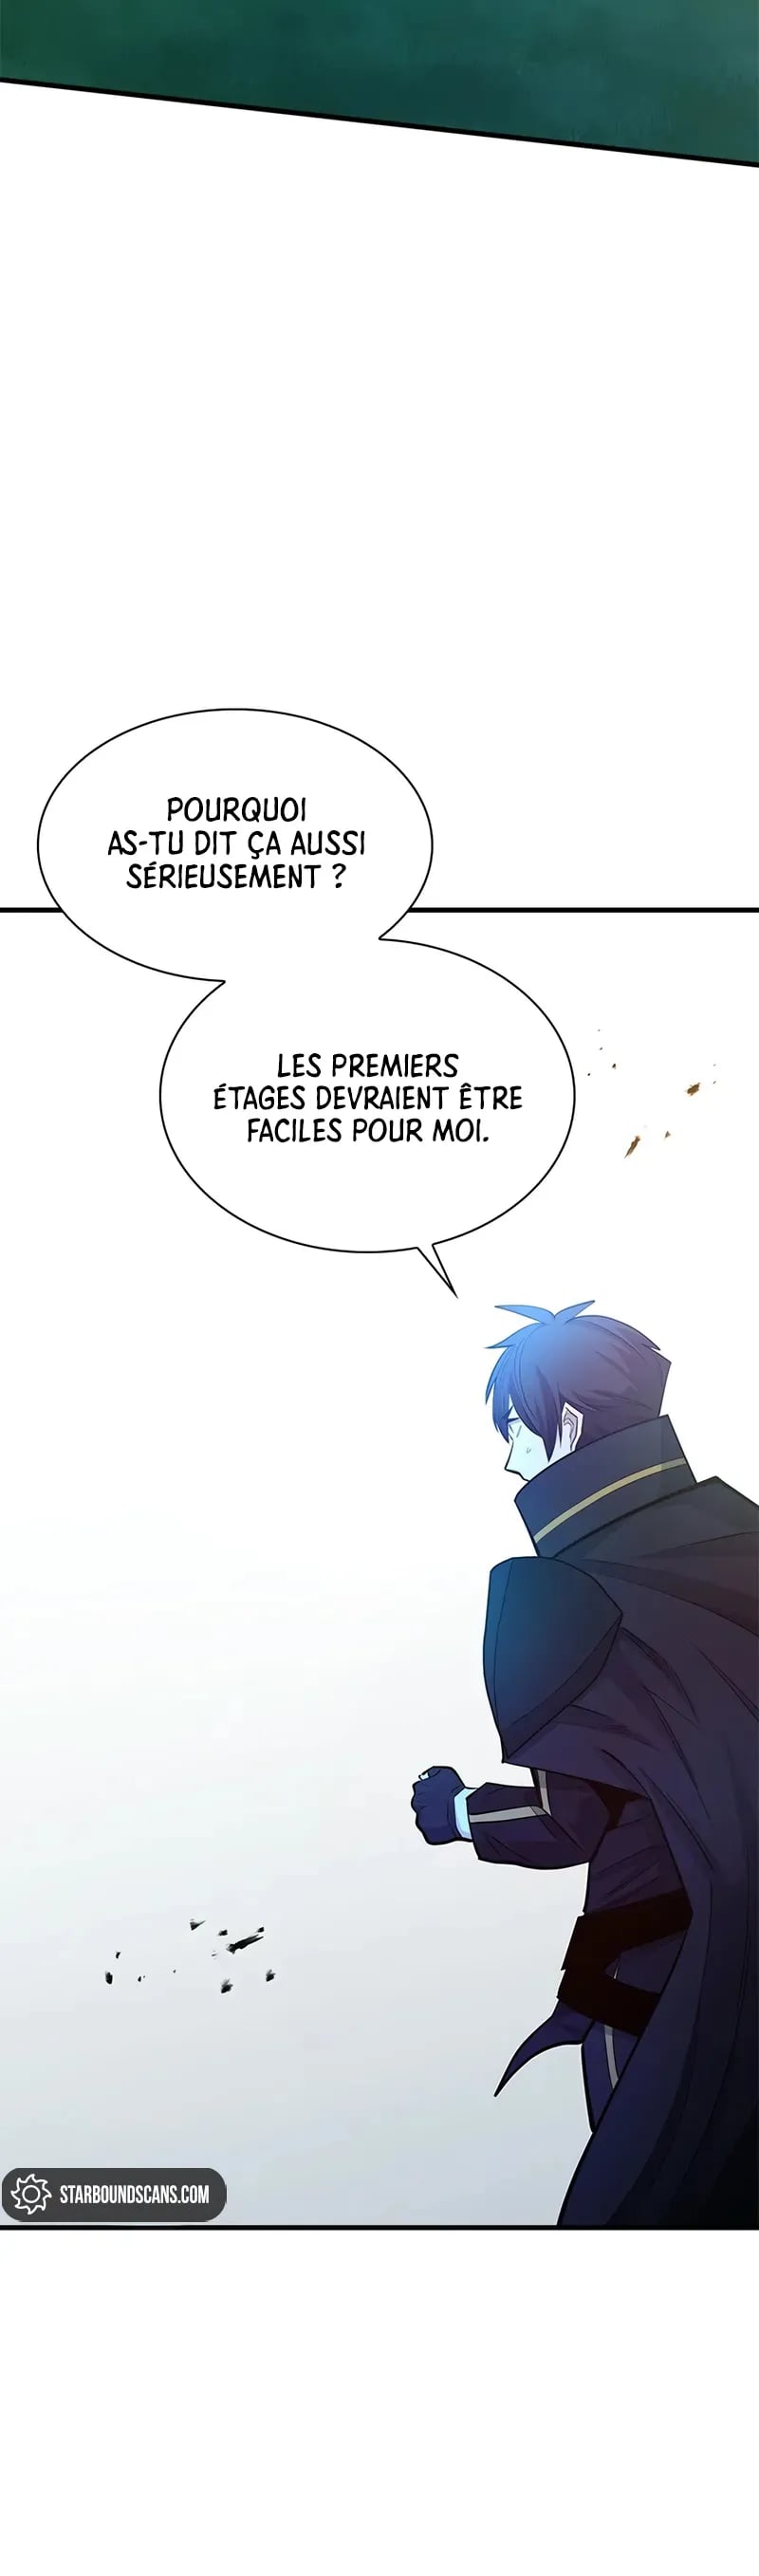 POURQUOI
AS-TU DIT ÇA AUSSI
SÉRIEUSEMENT ?
LES PREMIERS
ÉTAGES DEVRAIENT ÊTRE
FACILES POUR MOI.
STARBOUNDSCANS.COM